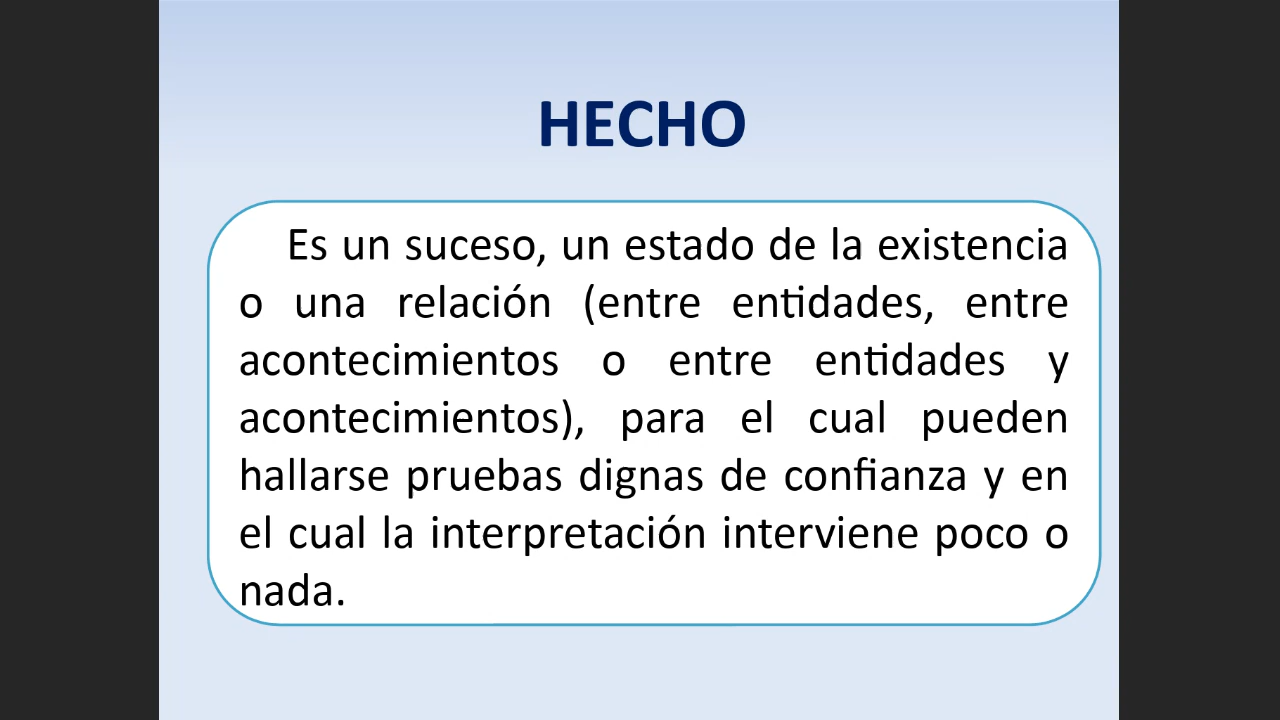 HECHO
Es un suceso, un estado de la existencia
o una relación (entre entidades, entre
acontecimientos o entre entidades y
acontecimientos), para el cual pueden
hallarse pruebas dignas de confianza y en
el cual la interpretación interviene poco o
nada.